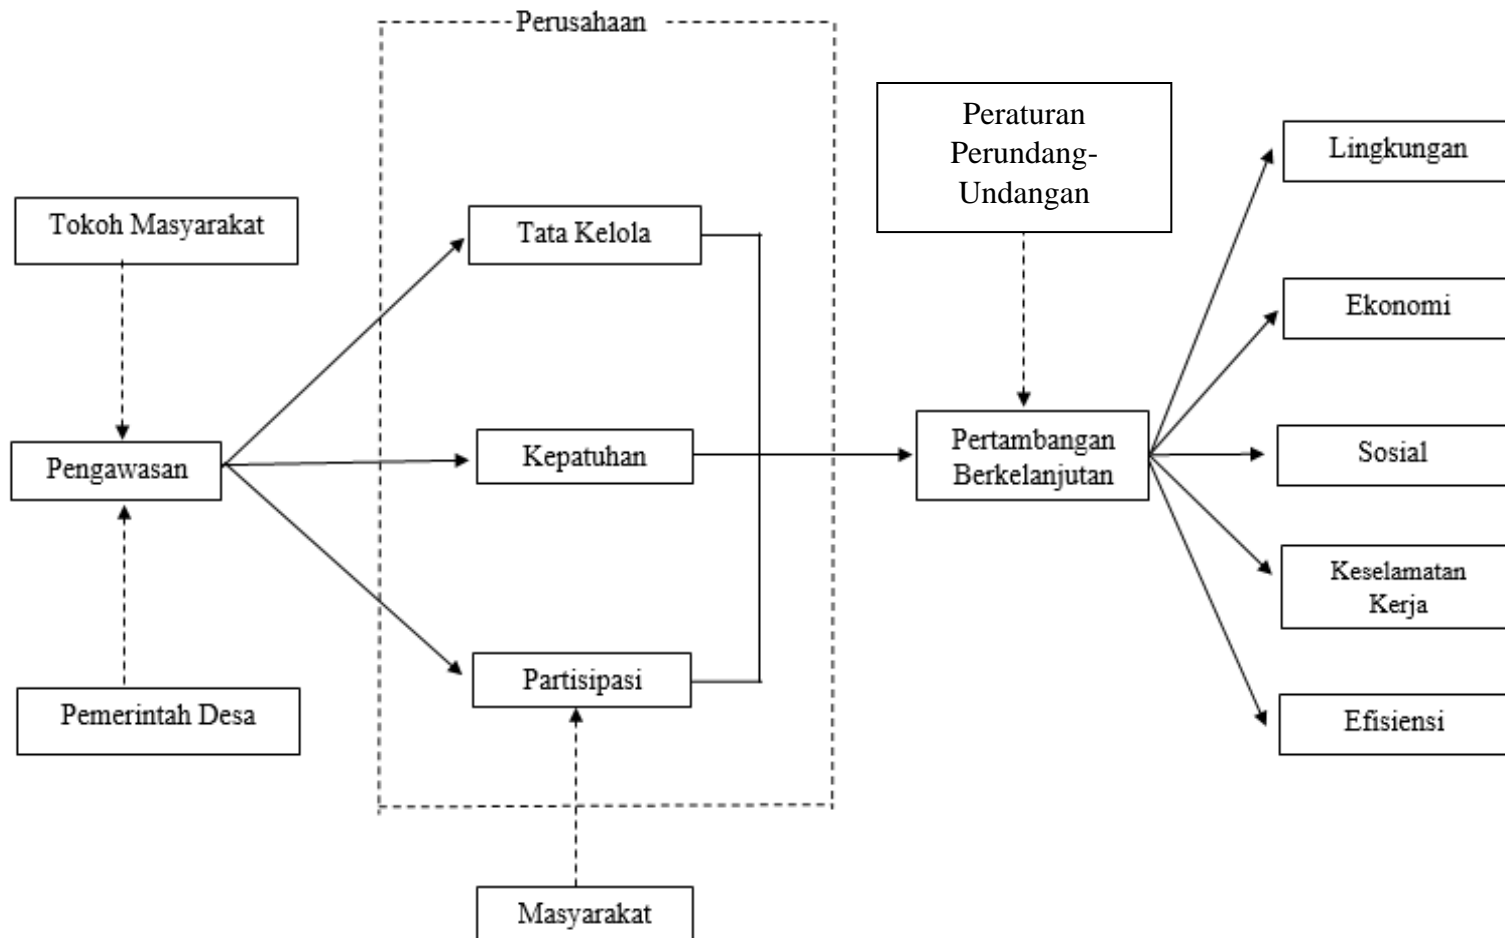 Perusahaan
Peraturan
Perundang-
Undangan
Lingkungan
Tokoh Masyarakat
Tata Kelola
Ekonomi
Pengawasan
Kepatuhan
Pertambangan
Berkelanjutan
Sosial
Keselamatan
Kerja
Pemerintah Desa
Partisipasi
Efisiensi
Masyarakat